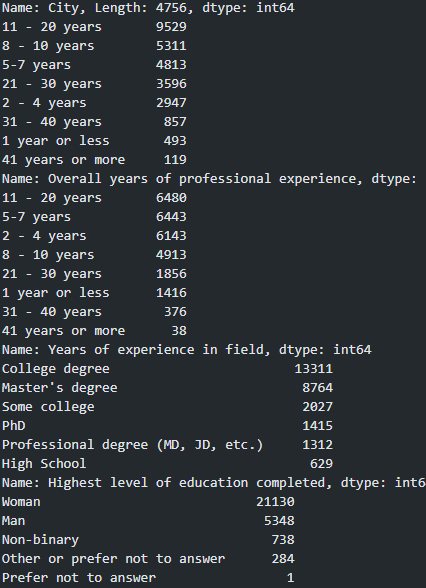 Name: City, Length: 4756, dtype: int64
11 - 20 years 9529
8 - 10 years 5311
5-7 years 4813
21 - 30 years 3596
2 - 4 years 2947
31 - 40 years 857
1 year or less 493
41 years or more 119
Name: Overall years of professional experience, dtype:
11 - 20 years 6480
5-7 years 6443
2 - 4 years 6143
8 - 10 years 4913
21 - 30 years 1856
1 year or less 1416
31 - 40 years 376
41 years or more 38
Name: Years of experience in field, dtype: int64
College degree 13311
Master's degree 8764
Some college 2027
PhD 1415
Professional degree (MD, JD, etc.) 1312
High School 629
Name: Highest level of education completed, dtype: int6
Woman 21130
Man 5348
Non-binary 738
Other or prefer not to answer 284
Prefer not to answer 1